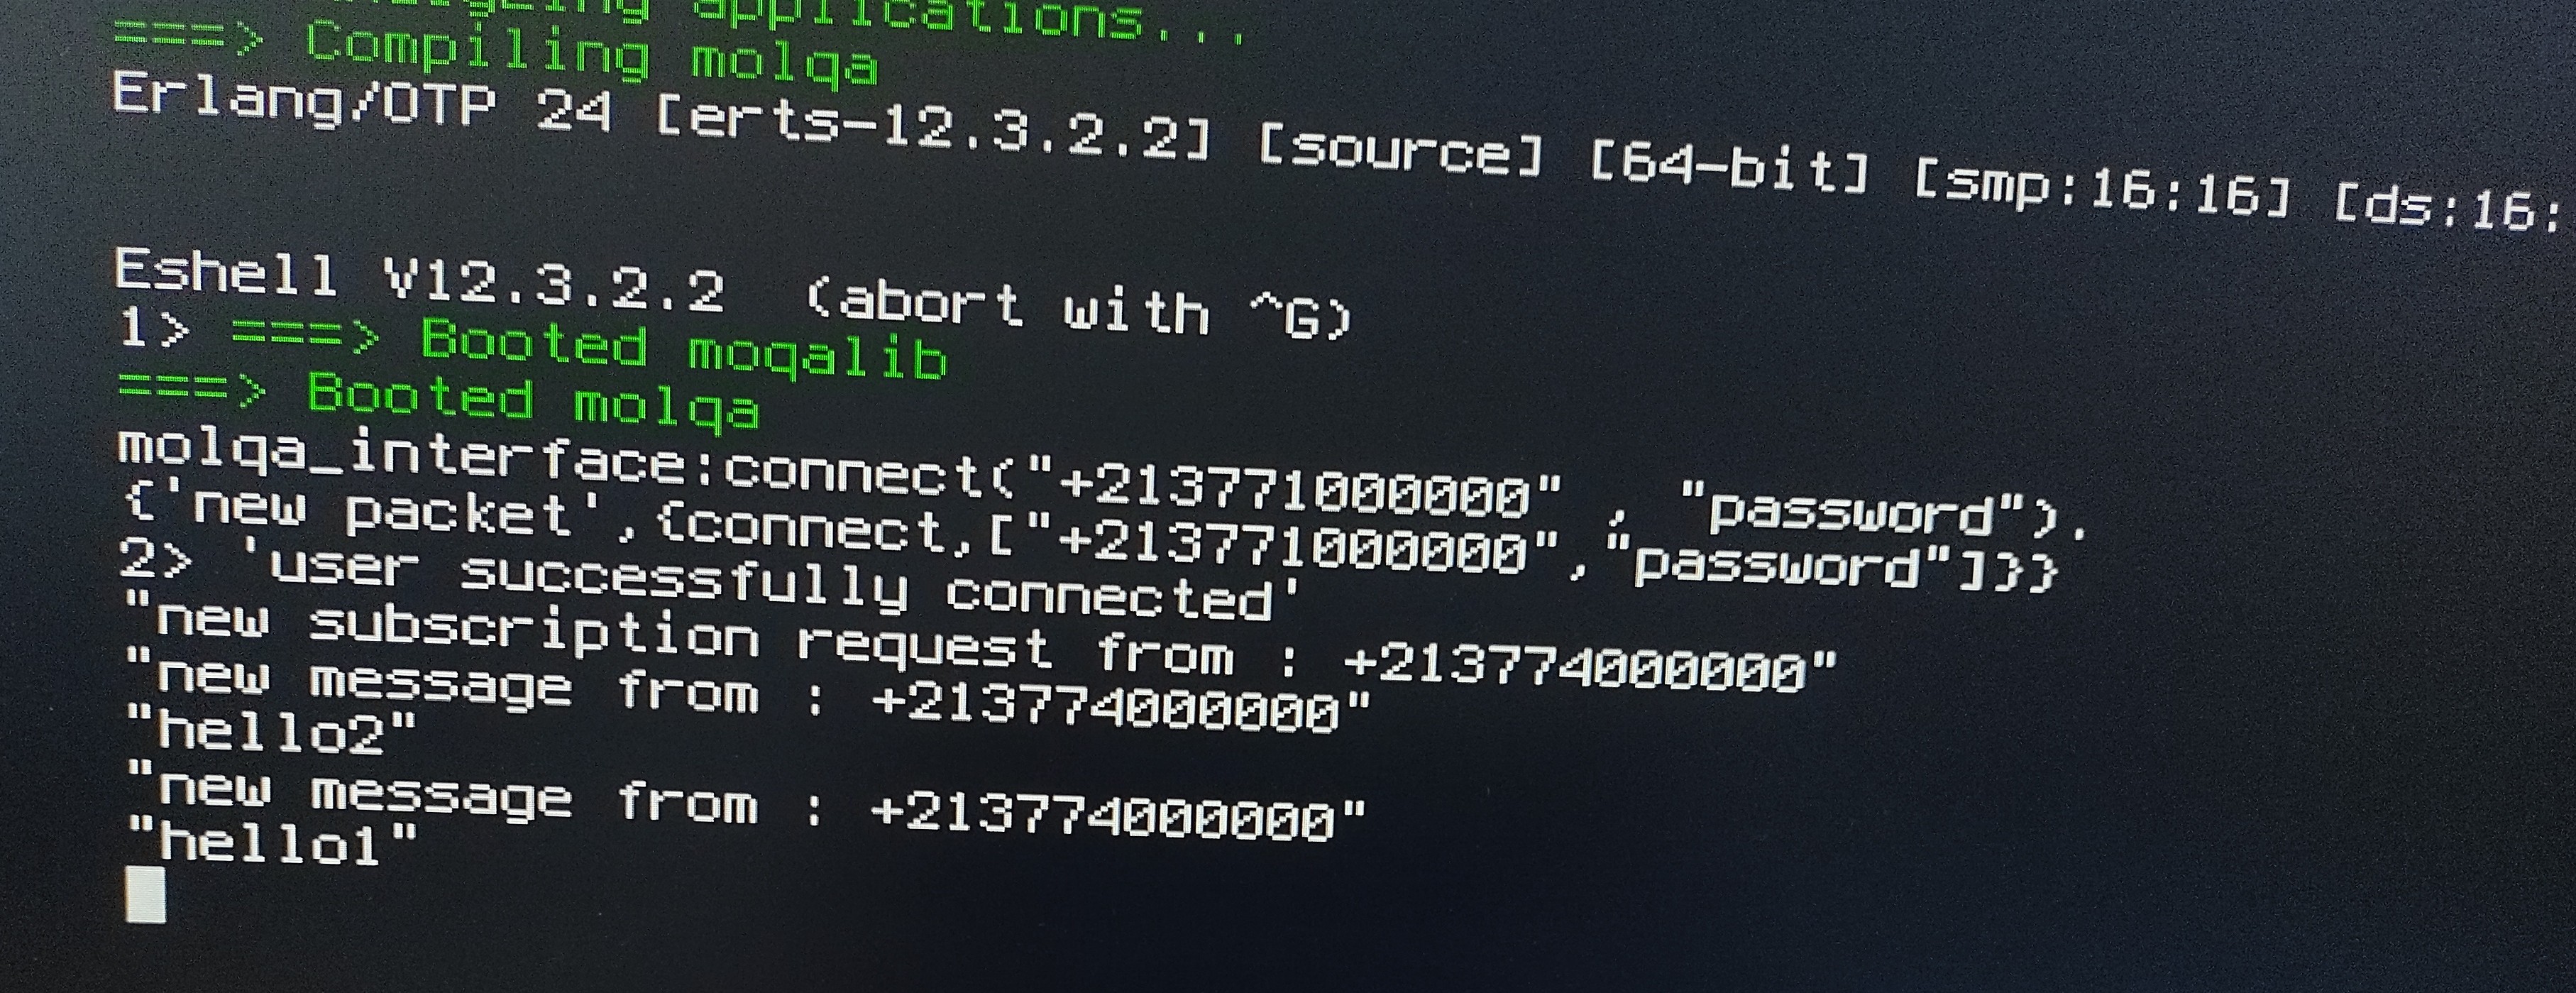 applications...
===> Compiling molqa
Erlang/OTP 24 [erts-12.3.2.2] [source] [64-bit] [smp:16:16] [ds:16:
Eshell V12.3.2.2  (abort with ^G)
1> ===> Booted moqalib
===> Booted molqa
molqa_interface:connect("+213771000000" , "password").
{'new packet',{connect,["+213771000000","password"]}}
2> 'user successfully connected'
"new subscription request from : +213774000000"
"new message from : +213774000000"
"hello2"
"new message from : +213774000000"
"hello1"